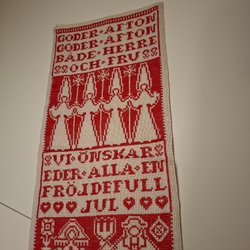 GODER AFTON
GODER AFTON
BÅDE HERRE
OCH FRU
VI ÖNSKAR
EDER ALLA EN
FRÖJDEFULL
JUL